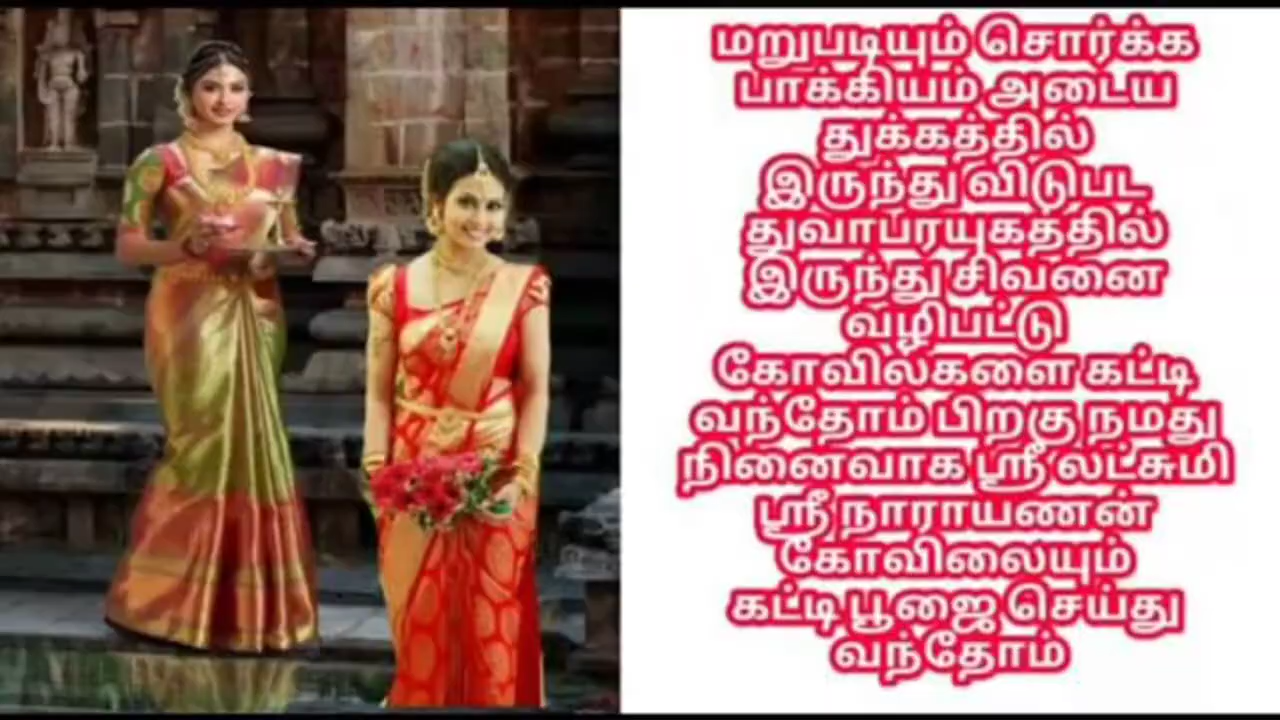 மறுபடியும் சொர்க்க
பாக்கியம் அடைய
துக்கத்தில்
இருந்து விடுபட
துவாபரயுகத்தில்
இருந்து சிவனை
வழிபட்டு
கோவில்களை கட்டி
வந்தோம் பிறகு நமது
நினைவாக ஸ்ரீ லட்சுமி
ஸ்ரீ நாராயணன்
கோவிலையும்
கட்டி பூஜை செய்து
வந்தோம்